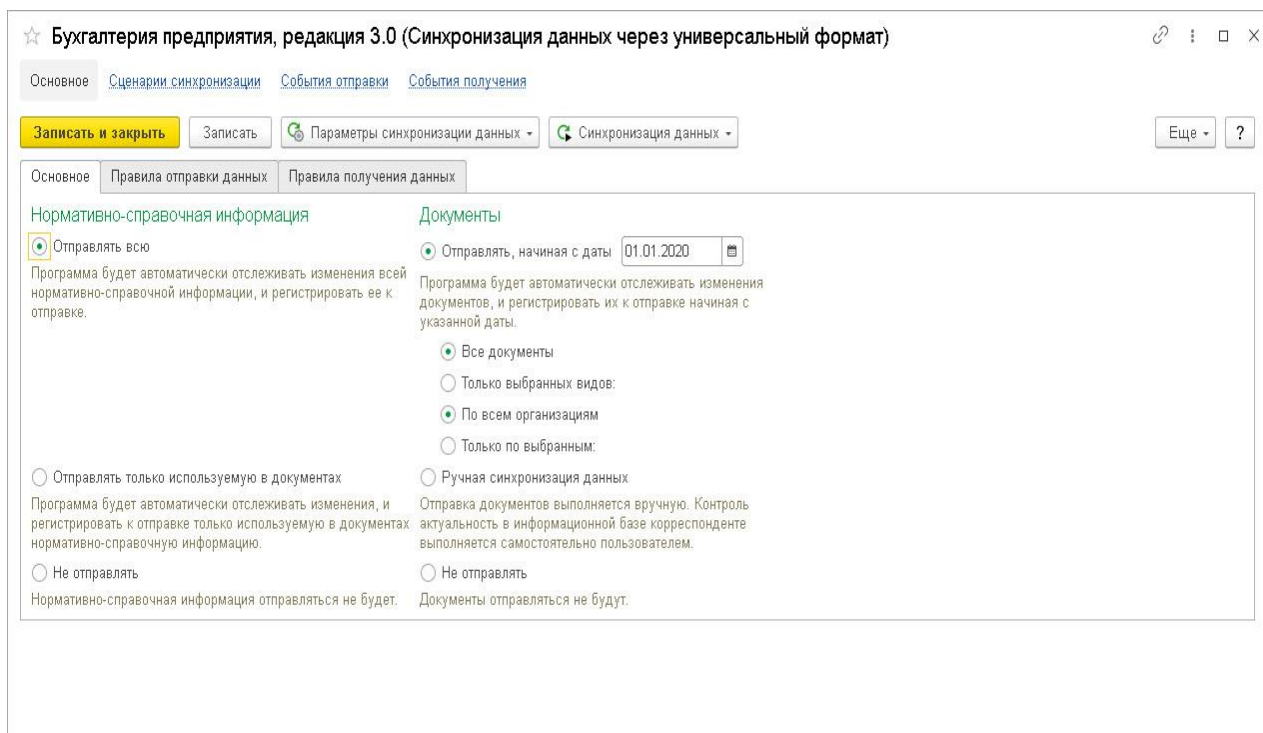 Бухгалтерия предприятия, редакция 3.0 (Синхронизация данных через универсальный формат)
Основное Сценарии синхронизации События отправки События получения
Записать и закрыть Записать Параметры синхронизации данных Синхронизация данных Еще ?
Основное Правила отправки данных Правила получения данных
Нормативно-справочная информация
Отправлять всю
Программа будет автоматически отслеживать изменения всей
нормативно-справочной информации, и регистрировать ее к
отправке.
Отправлять только используемую в документах
Программа будет автоматически отслеживать изменения, и
регистрировать к отправке только используемую в документах
нормативно-справочную информацию.
Не отправлять
Нормативно-справочная информация отправляться не будет.
Документы
Отправлять, начиная с даты 01.01.2020
Программа будет автоматически отслеживать изменения
документов, и регистрировать их к отправке начиная с
указанной даты.
Все документы
Только выбранных видов:
По всем организациям
Только по выбранным:
Ручная синхронизация данных
Отправка документов выполняется вручную. Контроль
актуальность в информационной базе корреспонденте
выполняется самостоятельно пользователем.
Не отправлять
Документы отправляться не будут.